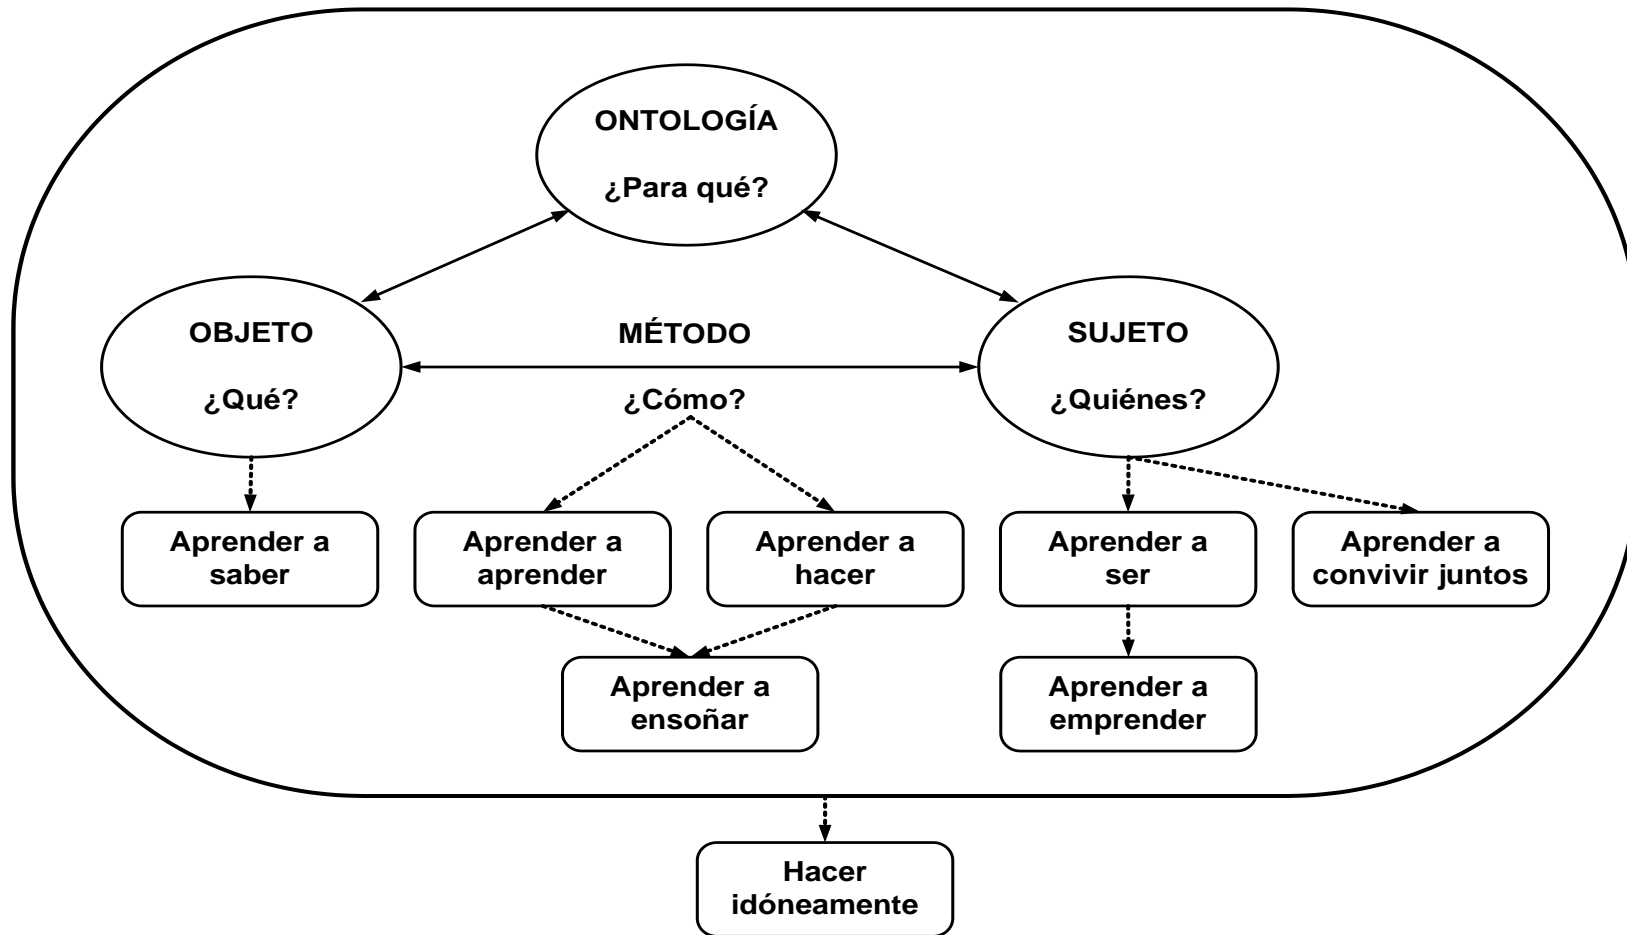 ONTOLOGÍA
¿Para qué?
OBJETO
¿Qué?
MÉTODO
¿Cómo?
SUJETO
¿Quiénes?
Aprender a
saber
Aprender a
aprender
Aprender a
hacer
Aprender a
ser
Aprender a
convivir juntos
Aprender a
ensoñar
Aprender a
emprender
Hacer
idóneamente